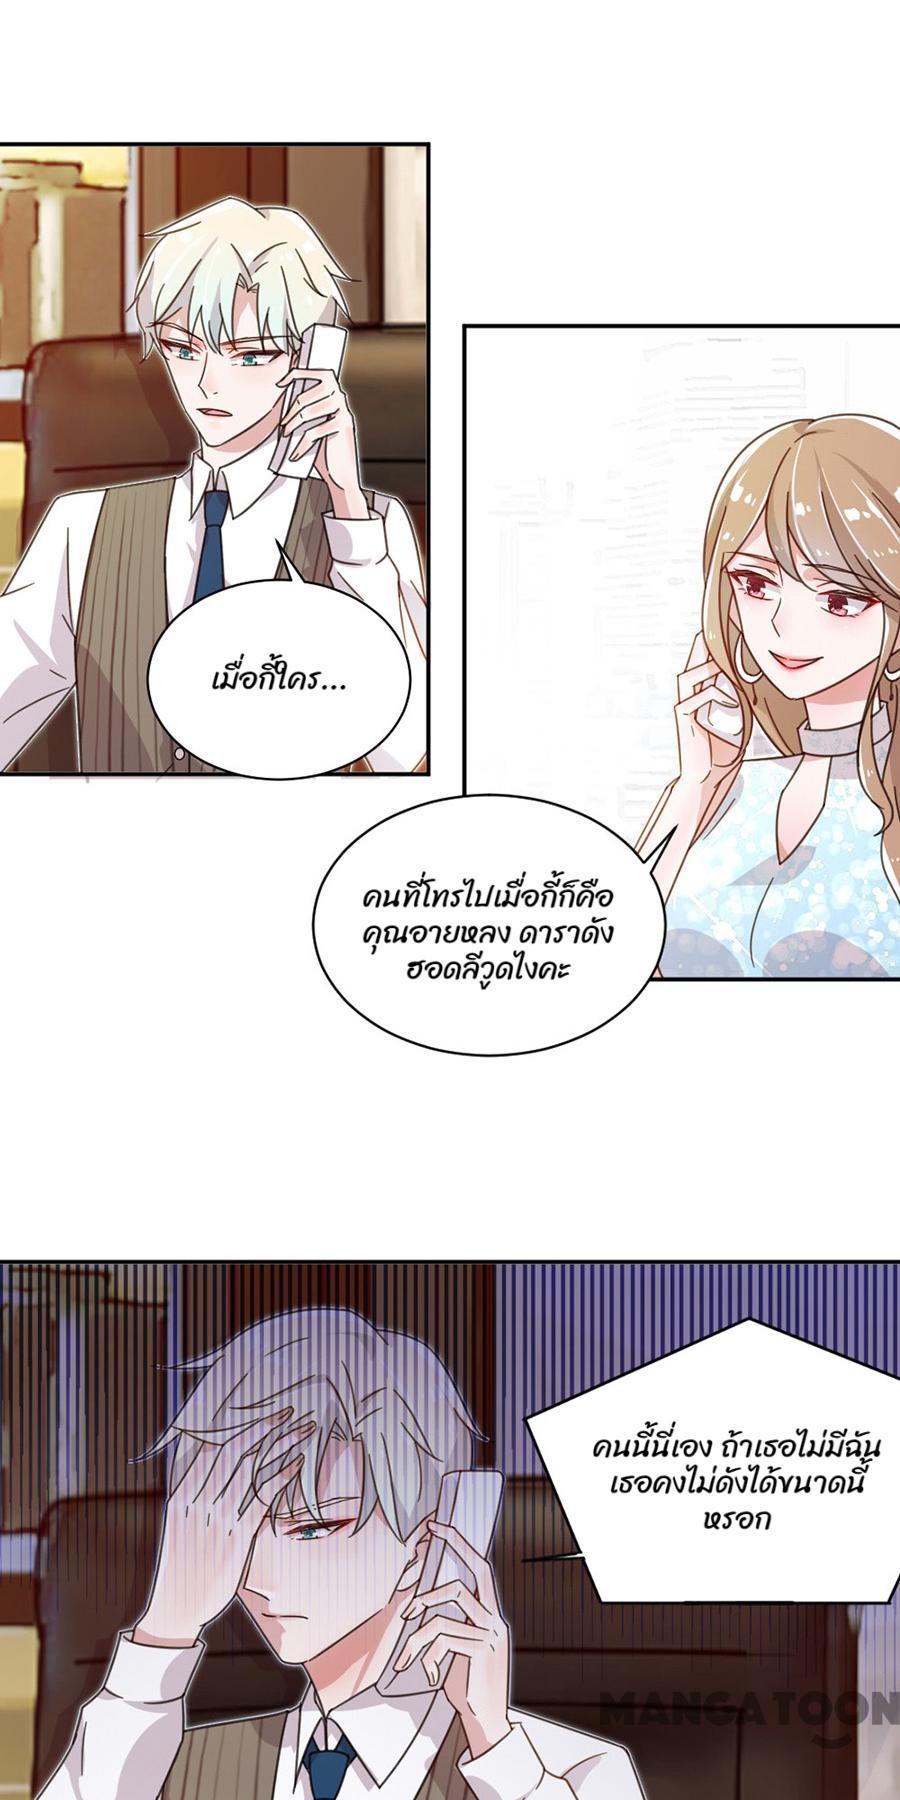 เมื่อกี้ใคร...
คนที่โทรไปเมื่อกี้ก็คือ
คุณอายหลง ดาราดัง
ฮอดลีวูดไงคะ
คนนี้นี่เอง ถ้าเธอไม่มีฉัน
เธอคงไม่ดังได้ขนาดนี้
หรอก
MANGATOON